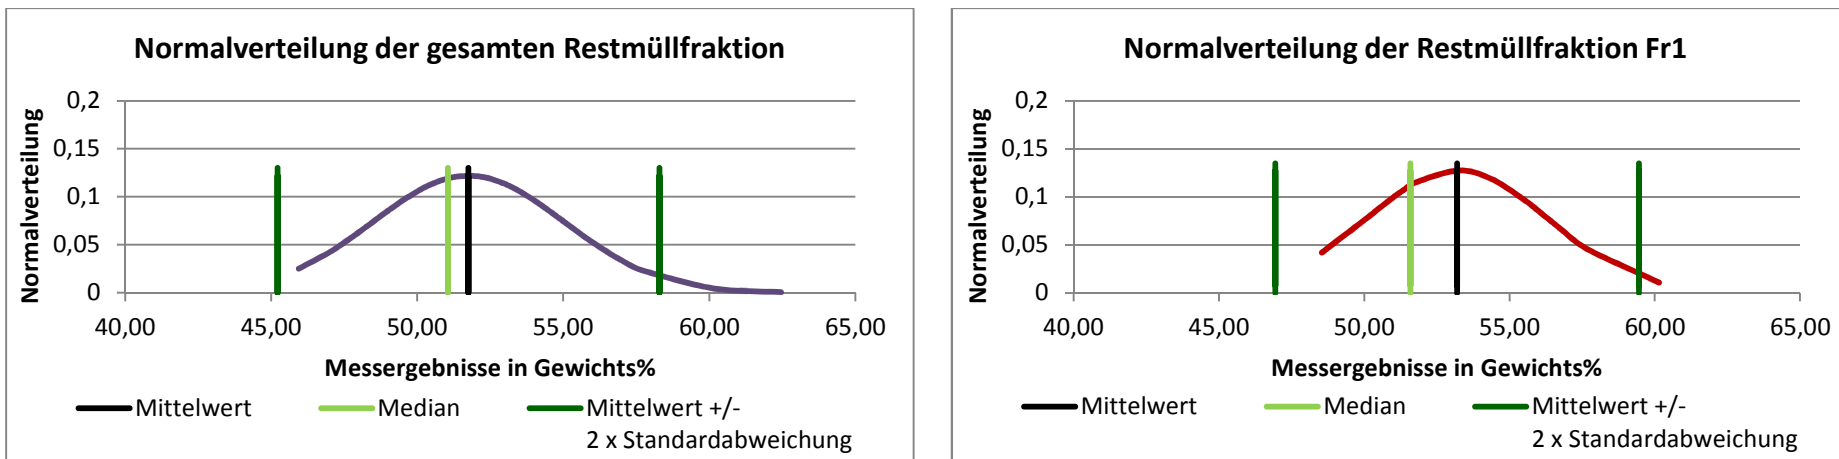 Normalverteilung der gesamten Restmüllfraktion
Normalverteilung
0,2
0,15
0,1
0,05
0
40,00 45,00 50,00 55,00 60,00 65,00
Messergebnisse in Gewichts%
Mittelwert Median Mittelwert +/-
2 x Standardabweichung
Normalverteilung der Restmüllfraktion Fr1
Normalverteilung
0,2
0,15
0,1
0,05
0
40,00 45,00 50,00 55,00 60,00 65,00
Messergebnisse in Gewichts%
Mittelwert Median Mittelwert +/-
2 x Standardabweichung